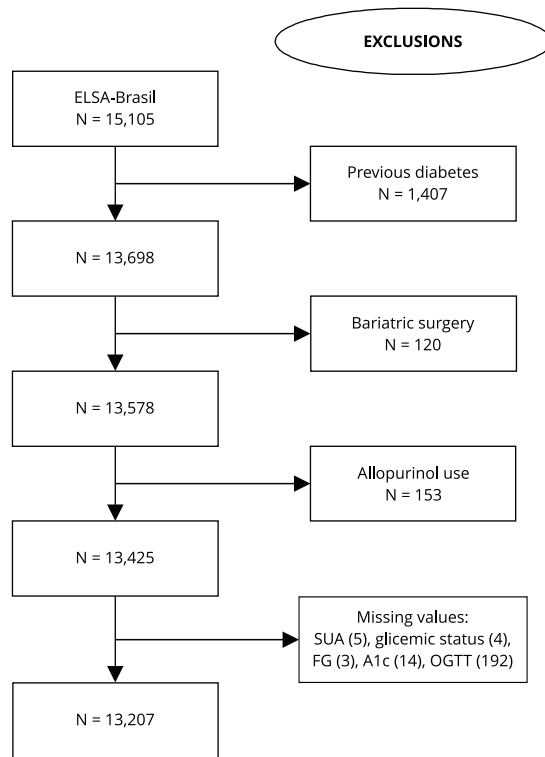 EXCLUSIONS
ELSA-Brasil
N = 15,105
Previous diabetes
N = 1,407
N = 13,698
Bariatric surgery
N = 120
N = 13,578
Allopurinol use
N = 153
N = 13,425
Missing values:
SUA (5), glicemic status (4),
FG (3), A1c (14), OGTT (192)
N = 13,207